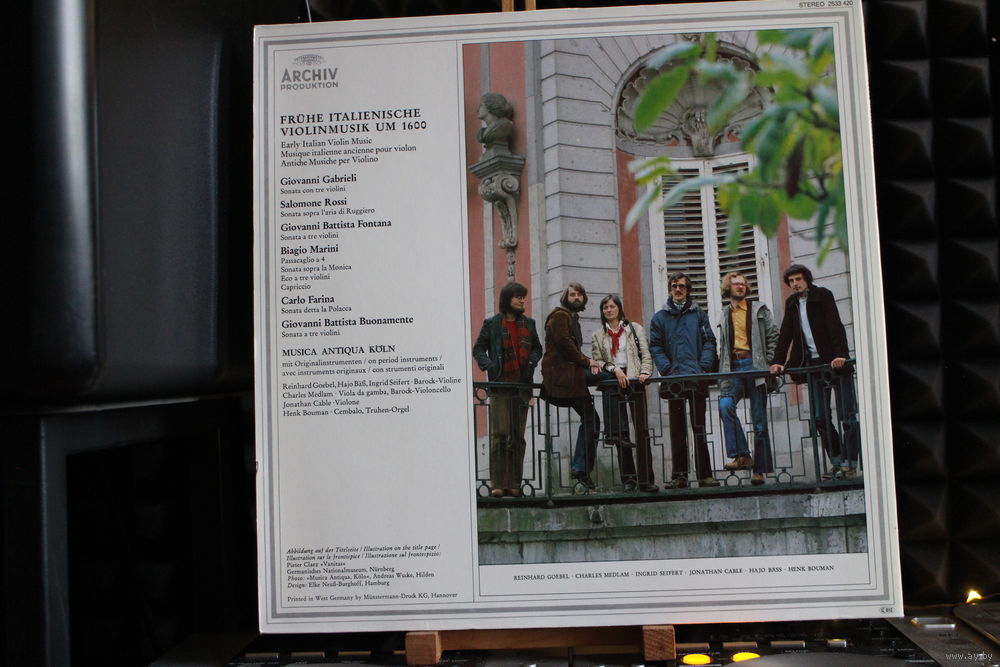 STEREO 2533 420
ARCHIV
PRODUKTION
FRÜHE ITALIENISCHE
VIOLINMUSIK UM 1600
Early Italian Violin Music
Musique italienne ancienne pour violon
Antiche Musiche per Violino
Giovanni Gabrieli
Sonata con tre violini
Salomone Rossi
Sonata sopra l'aria di Ruggiero
Giovanni Battista Fontana
Sonata a tre violini
Biagio Marini
Passacaglio a 4
Sonata sopra la Monica
Eco a tre violini
Capriccio
Carlo Farina
Sonata detta la Polacca
Giovanni Battista Buonamente
Sonata a tre violini
MUSICA ANTIQUA KÖLN
mit Originalinstrumenten / on period instruments /
avec instruments originaux / con strumenti originali
Reinhard Goebel, Hajo Bäß, Ingrid Seifert · Barock-Violine
Charles Medlam · Viola da gamba, Barock-Violoncello
Jonathan Cable · Violone
Henk Bouman · Cembalo, Truhen-Orgel
Abbildung auf der Titelseite / Illustration on the title page /
Illustration sur le frontispice / Illustrazione sul frontespizio:
Pieter Claez »Vanitas«
Germanisches Nationalmuseum, Nürnberg
Photo: »Musica Antiqua, Köln«, Andreas Wuske, Hilden
Design: Elke Neuß-Burghoff, Hamburg
Printed in West Germany by Münstermann-Druck KG, Hannover
REINHARD GOEBEL · CHARLES MEDLAM · INGRID SEIFERT · JONATHAN CABLE · HAJO BÄSS · HENK BOUMAN
www.ay.by